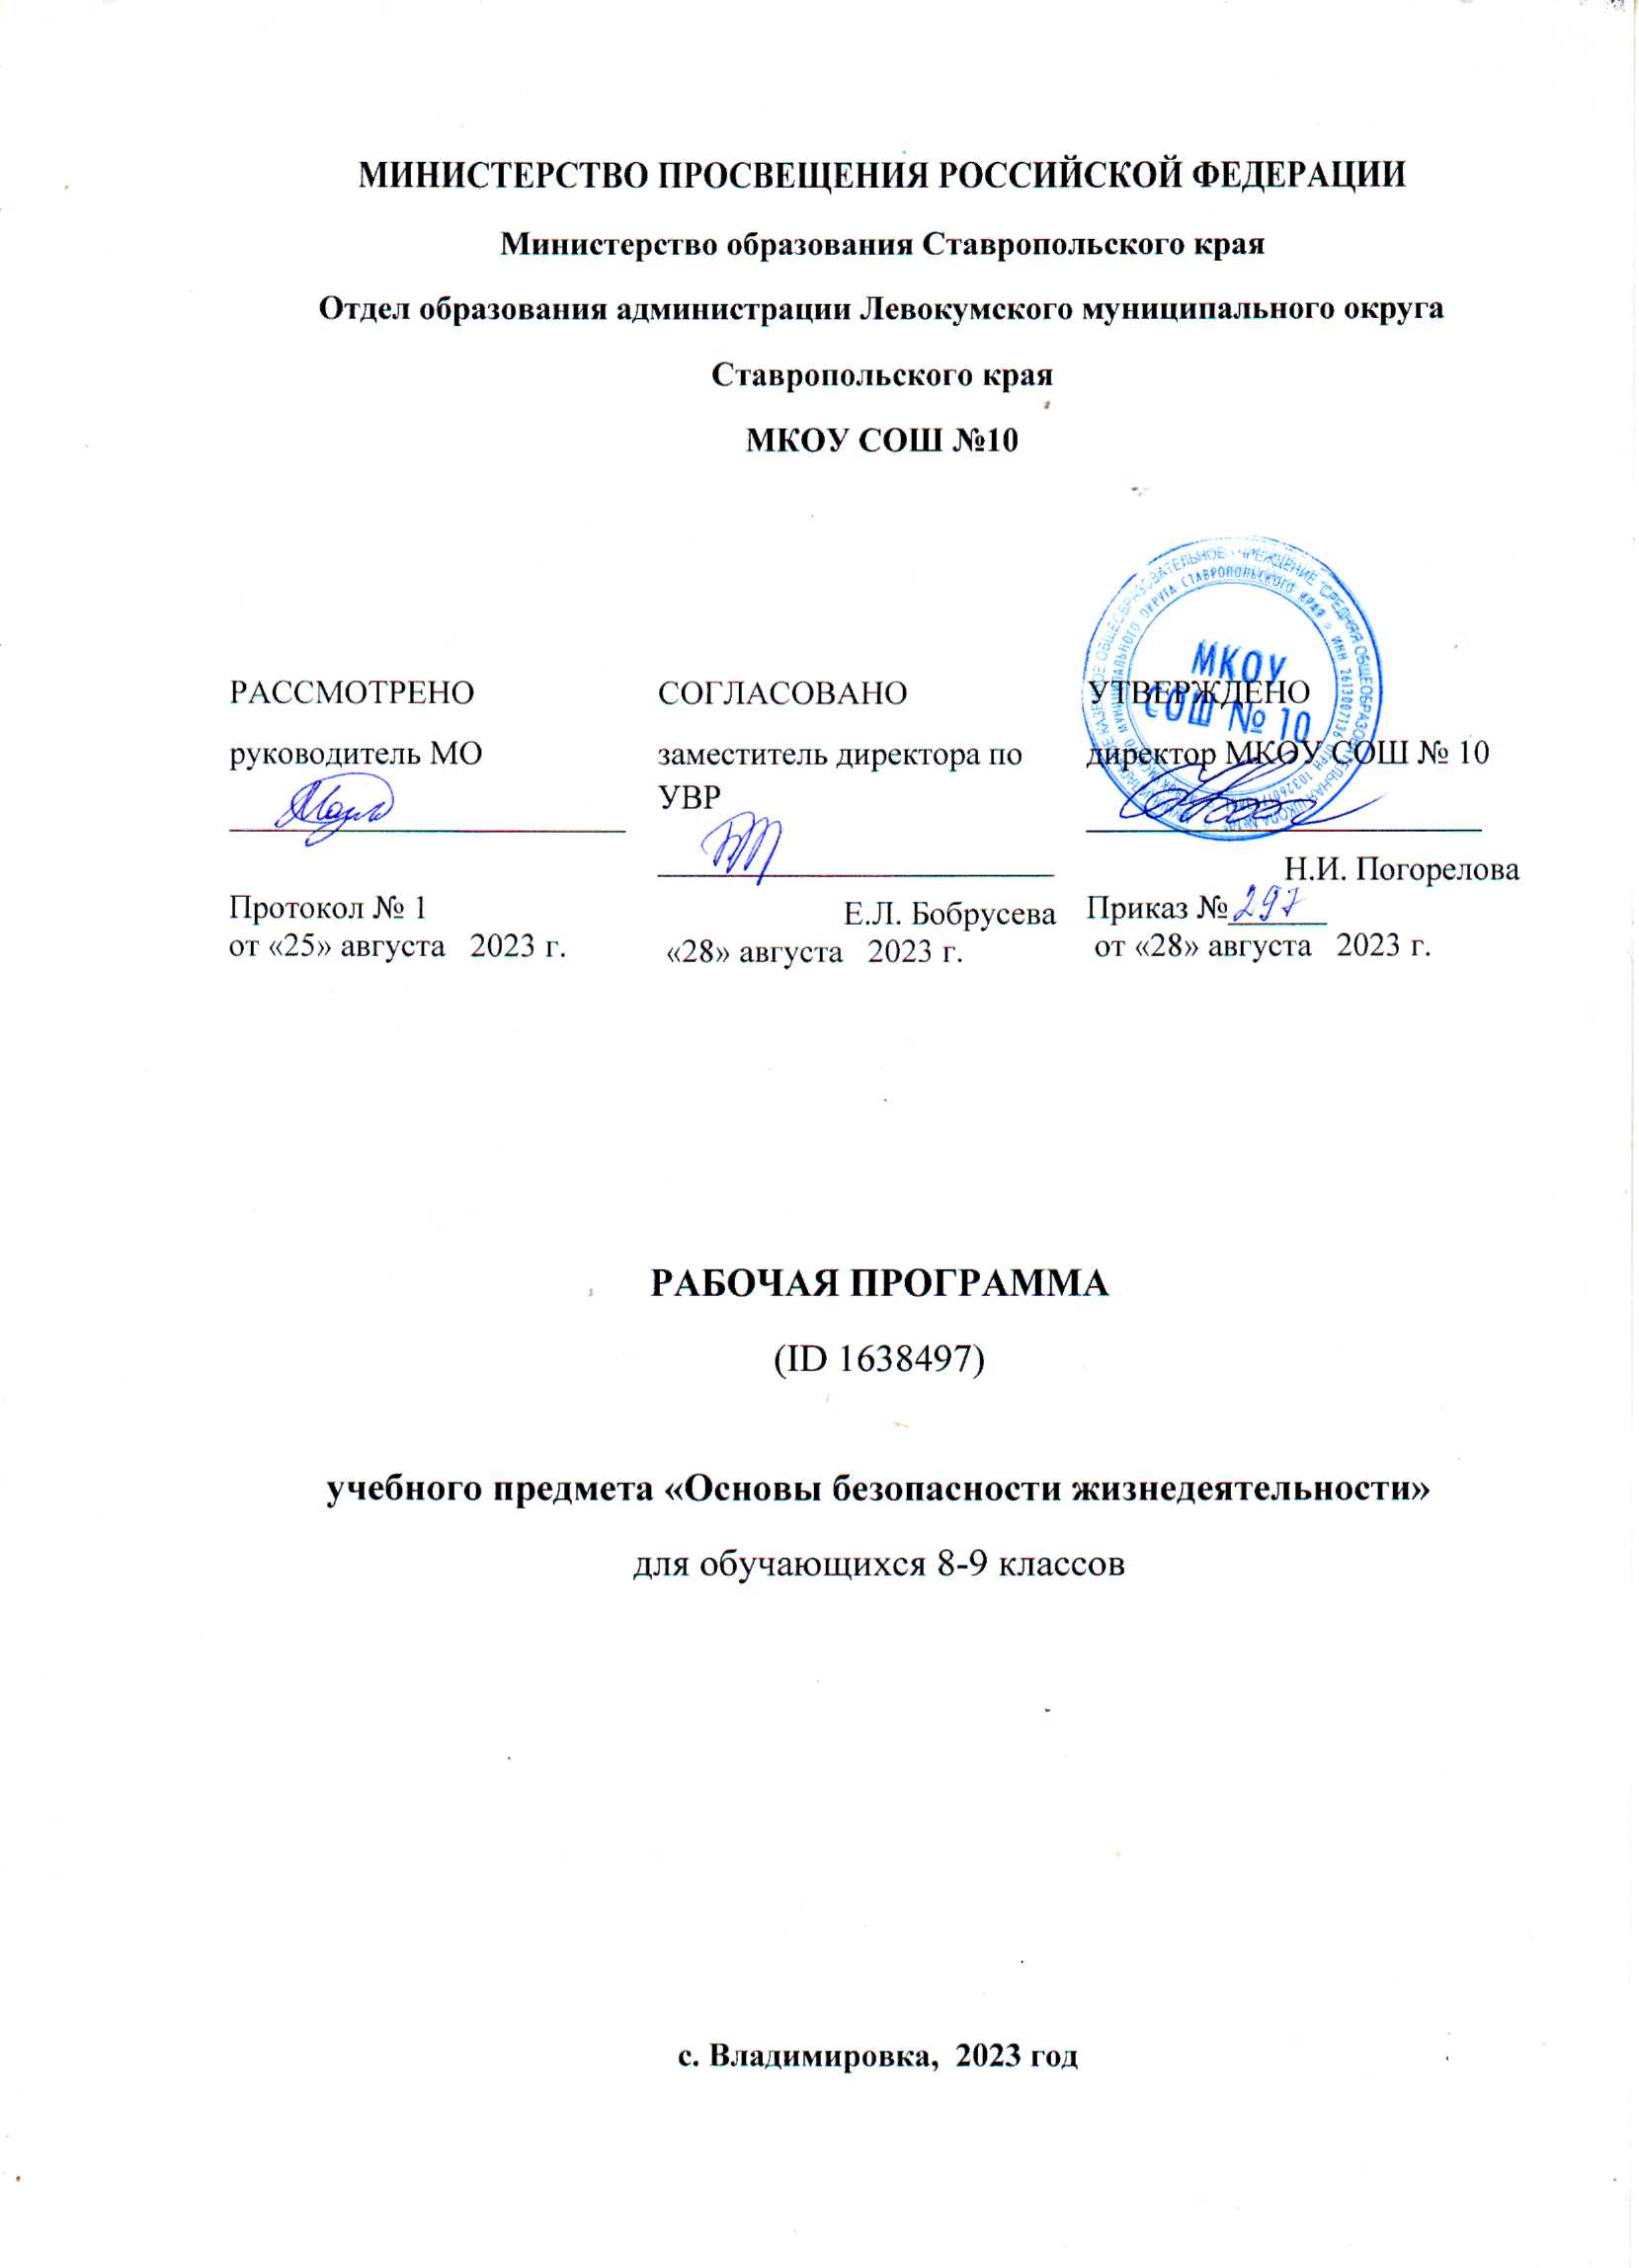 МИНИСТЕРСТВО ПРОСВЕЩЕНИЯ РОССИЙСКОЙ ФЕДЕРАЦИИ
Министерство образования Ставропольского края
Отдел образования администрации Левокумского муниципального округа
Ставропольского края
МКОУ СОШ №10
РАССМОТРЕНО
руководитель МО
Протокол № 1
от «25» августа 2023 г.
СОГЛАСОВАНО
заместитель директора по
УВР
Е.Л. Бобрусева
«28» августа 2023 г.
УТВЕРЖДЕНО
директор МКОУ СОШ № 10
Н.И. Погорелова
Приказ № 297
от «28» августа 2023 г.
МКОУ
СОШ № 10
РАБОЧАЯ ПРОГРАММА
(ID 1638497)
учебного предмета «Основы безопасности жизнедеятельности»
для обучающихся 8-9 классов
с. Владимировка, 2023 год